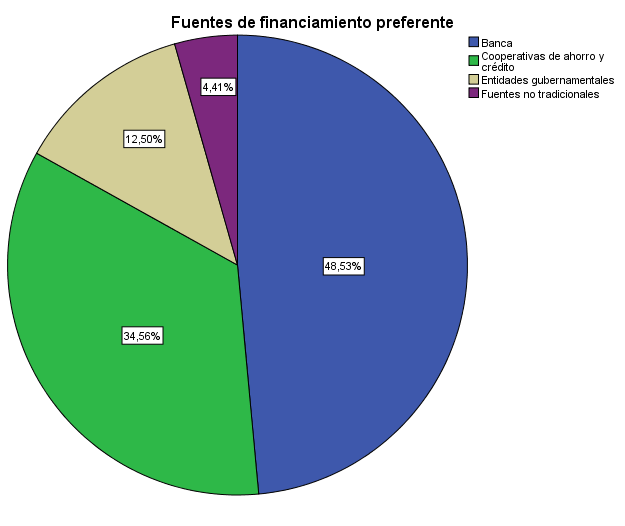 Fuentes de financiamiento preferente
Banca
Cooperativas de ahorro y
crédito
Entidades gubernamentales
Fuentes no tradicionales
4,41%
12,50%
48,53%
34,56%